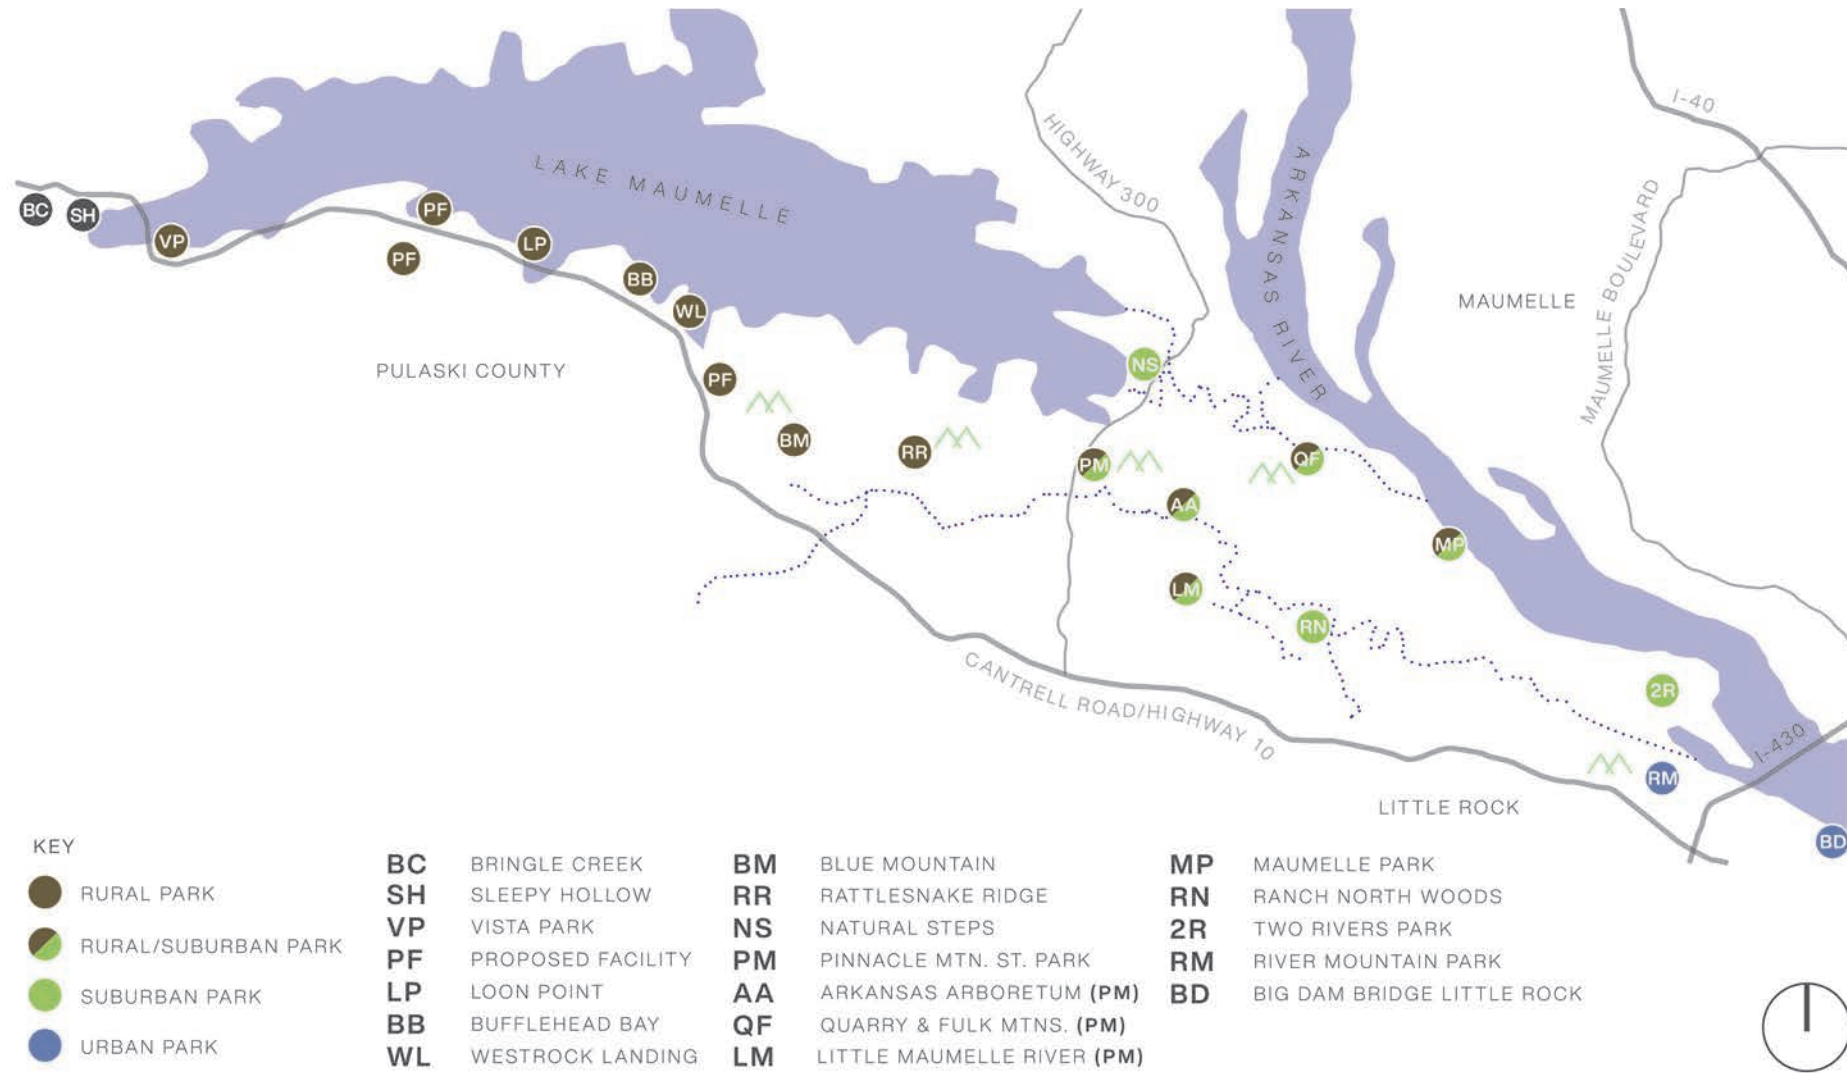 I-40
HIGHWAY 300
ARKANSAS RIVER
LAKE MAUMELLE
MAUMELLE BOULEVARD
BC
SH
VP
PF
PF
LP
BB
WL
MAUMELLE
PULASKI COUNTY
NS
PF
BM
RR
PM
QF
AA
MP
LM
RN
CANTRELL ROAD/HIGHWAY 10
2R
I-430
RM
LITTLE ROCK
BD
KEY
RURAL PARK
RURAL/SUBURBAN PARK
SUBURBAN PARK
URBAN PARK
BC BRINGLE CREEK
SH SLEEPY HOLLOW
VP VISTA PARK
PF PROPOSED FACILITY
LP LOON POINT
BB BUFFLEHEAD BAY
WL WESTROCK LANDING
BM BLUE MOUNTAIN
RR RATTLESNAKE RIDGE
NS NATURAL STEPS
PM PINNACLE MTN. ST. PARK
AA ARKANSAS ARBORETUM (PM)
QF QUARRY & FULK MTNS. (PM)
LM LITTLE MAUMELLE RIVER (PM)
MP MAUMELLE PARK
RN RANCH NORTH WOODS
2R TWO RIVERS PARK
RM RIVER MOUNTAIN PARK
BD BIG DAM BRIDGE LITTLE ROCK